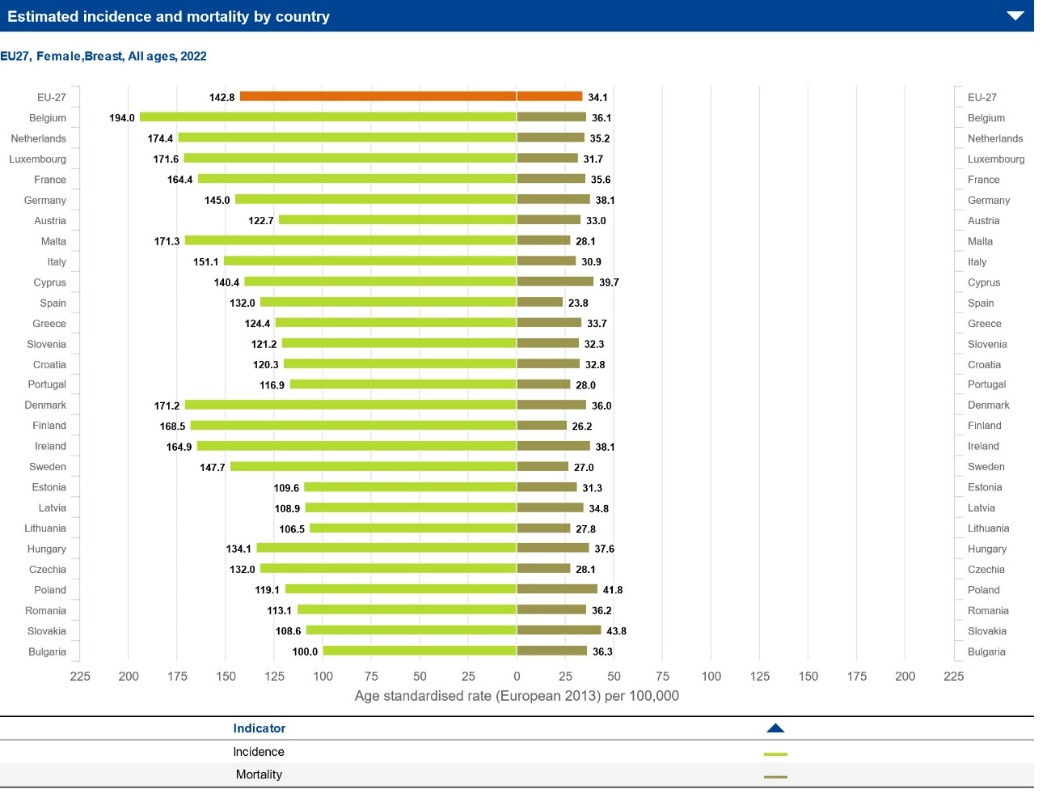 Estimated incidence and mortality by country
EU27, Female,Breast, All ages, 2022
EU-27 142.8 34.1 EU-27
Belgium 194.0 36.1 Belgium
Netherlands 174.4 35.2 Netherlands
Luxembourg 171.6 31.7 Luxembourg
France 164.4 35.6 France
Germany 145.0 38.1 Germany
Austria 122.7 33.0 Austria
Malta 171.3 28.1 Malta
Italy 151.1 30.9 Italy
Cyprus 140.4 39.7 Cyprus
Spain 132.0 23.8 Spain
Greece 124.4 33.7 Greece
Slovenia 121.2 32.3 Slovenia
Croatia 120.3 32.8 Croatia
Portugal 116.9 28.0 Portugal
Denmark 171.2 36.0 Denmark
Finland 168.5 26.2 Finland
Ireland 164.9 38.1 Ireland
Sweden 147.7 27.0 Sweden
Estonia 109.6 31.3 Estonia
Latvia 108.9 34.8 Latvia
Lithuania 106.5 27.8 Lithuania
Hungary 134.1 37.6 Hungary
Czechia 132.0 28.1 Czechia
Poland 119.1 41.8 Poland
Romania 113.1 36.2 Romania
Slovakia 108.6 43.8 Slovakia
Bulgaria 100.0 36.3 Bulgaria
225 200 175 150 125 100 75 50 25 0 25 50 75 100 125 150 175 200 225
Age standardised rate (European 2013) per 100,000
Indicator
Incidence
Mortality